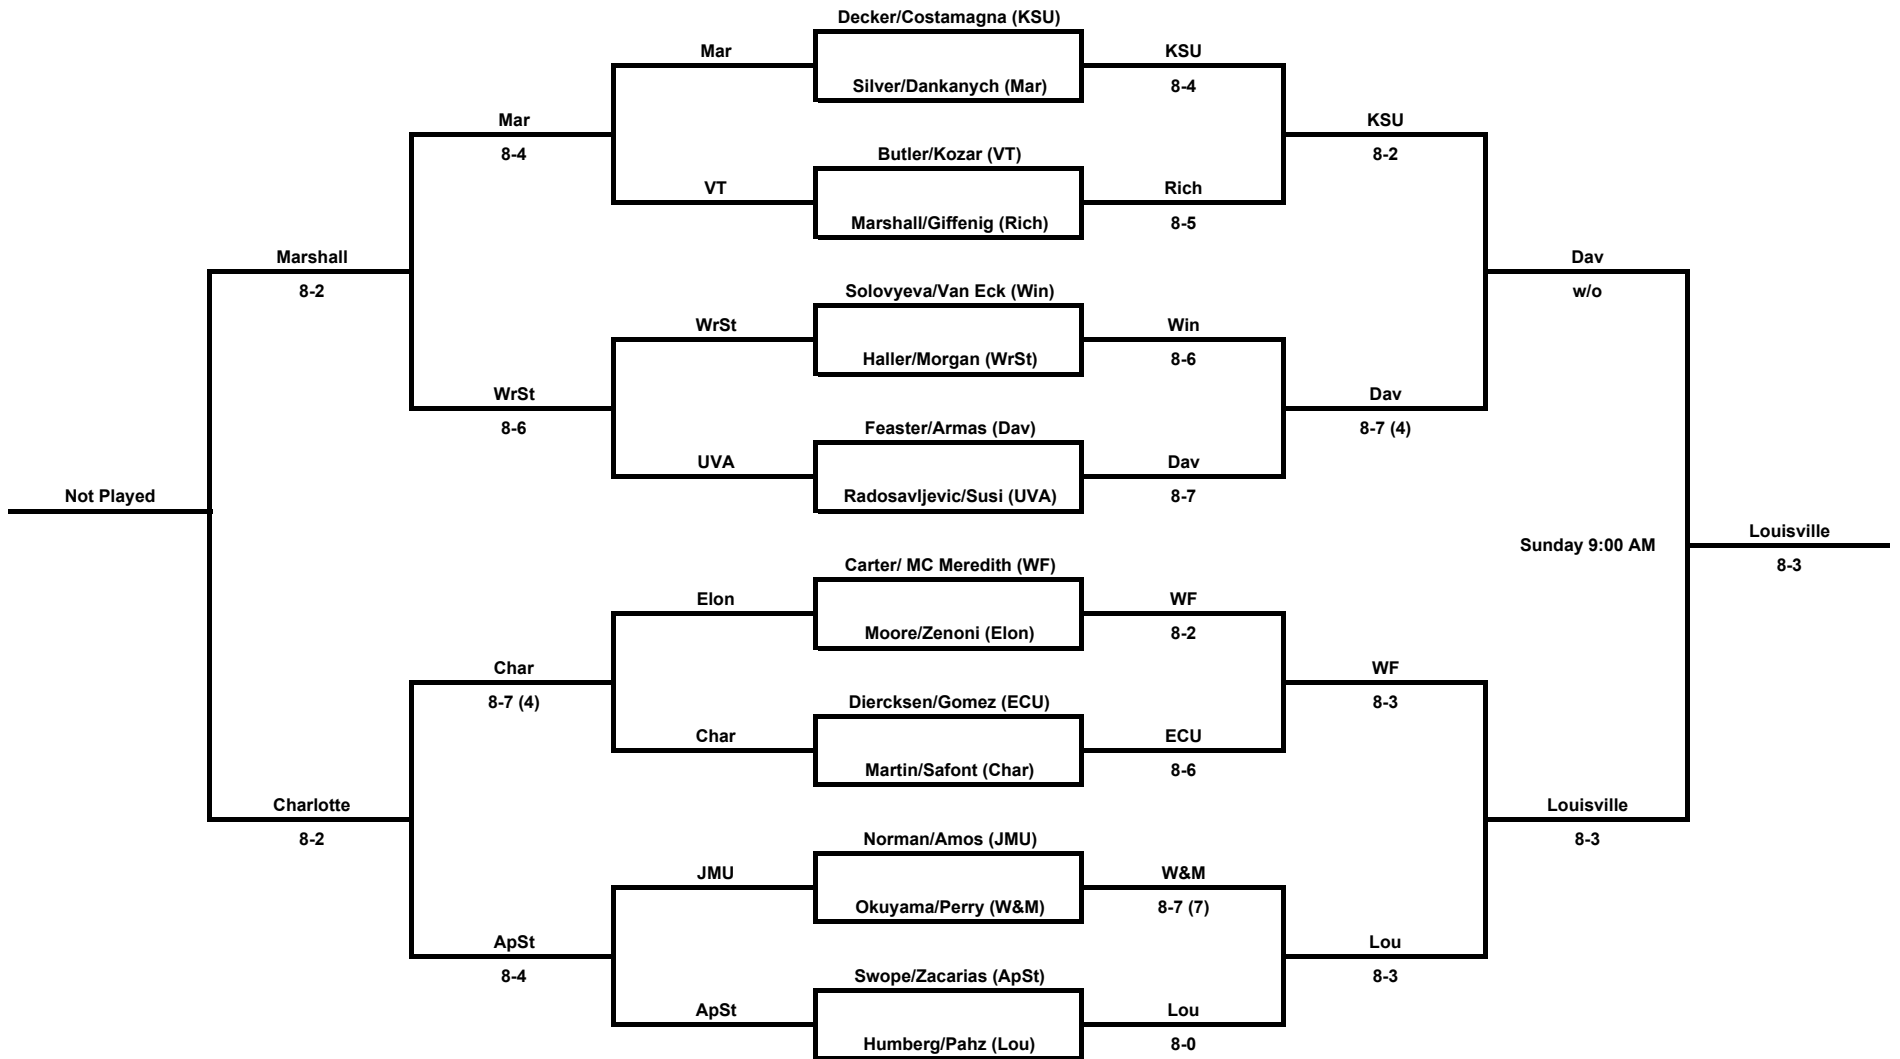 Decker/Costamagna (KSU)
Mar
KSU
Silver/Dankanych (Mar)
8-4
Mar
KSU
8-4
8-2
Butler/Kozar (VT)
VT
Rich
Marshall/Giffenig (Rich)
8-5
Marshall
Dav
8-2
w/o
Solovyeva/Van Eck (Win)
WrSt
Win
Haller/Morgan (WrSt)
8-6
WrSt
Dav
8-6
8-7 (4)
Feaster/Armas (Dav)
UVA
Dav
Not Played
Radosavljevic/Susi (UVA)
8-7
Louisville
Sunday 9:00 AM
8-3
Carter/ MC Meredith (WF)
Elon
WF
Moore/Zenoni (Elon)
8-2
Char
WF
8-7 (4)
8-3
Diercksen/Gomez (ECU)
Char
ECU
Martin/Safont (Char)
8-6
Charlotte
Louisville
8-2
8-3
Norman/Amos (JMU)
JMU
W&M
Okuyama/Perry (W&M)
8-7 (7)
ApSt
Lou
8-4
8-3
Swope/Zacarias (ApSt)
ApSt
Lou
Humberg/Pahz (Lou)
8-0